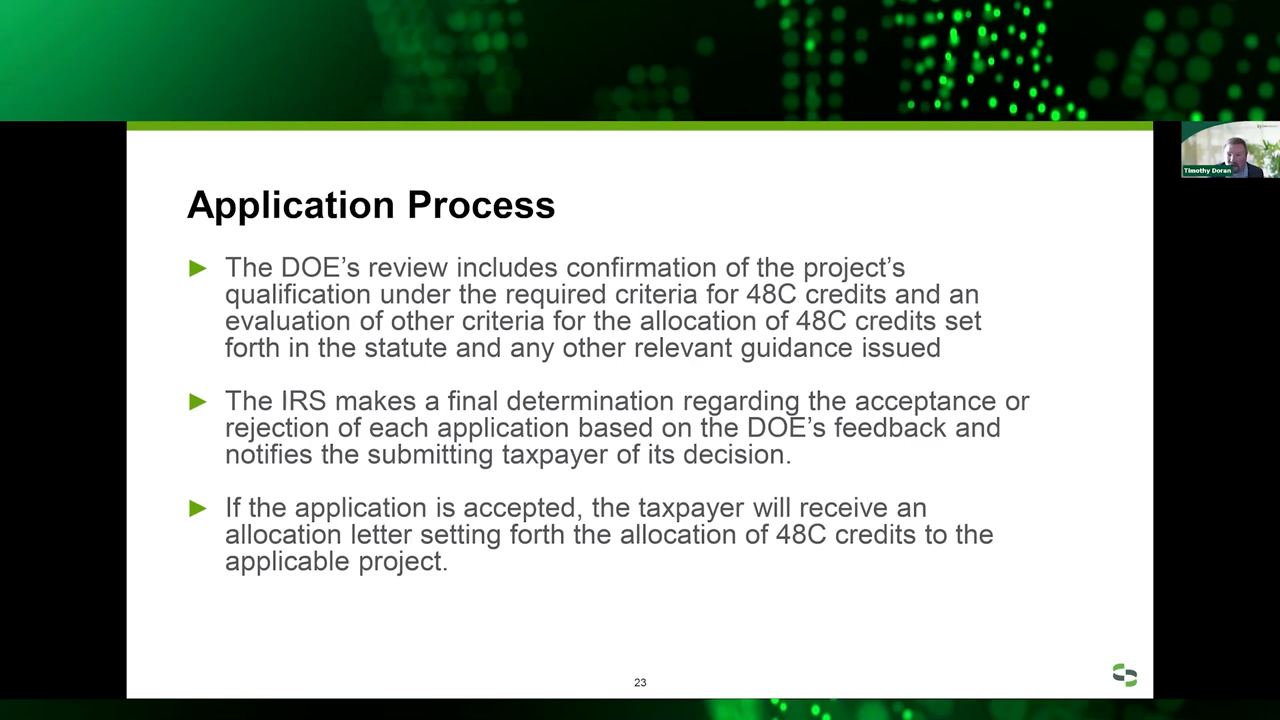 Application Process
► The DOE’s review includes confirmation of the project’s
qualification under the required criteria for 48C credits and an
evaluation of other criteria for the allocation of 48C credits set
forth in the statute and any other relevant guidance issued
► The IRS makes a final determination regarding the acceptance or
rejection of each application based on the DOE’s feedback and
notifies the submitting taxpayer of its decision.
► If the application is accepted, the taxpayer will receive an
allocation letter setting forth the allocation of 48C credits to the
applicable project.
23
Timothy Doran